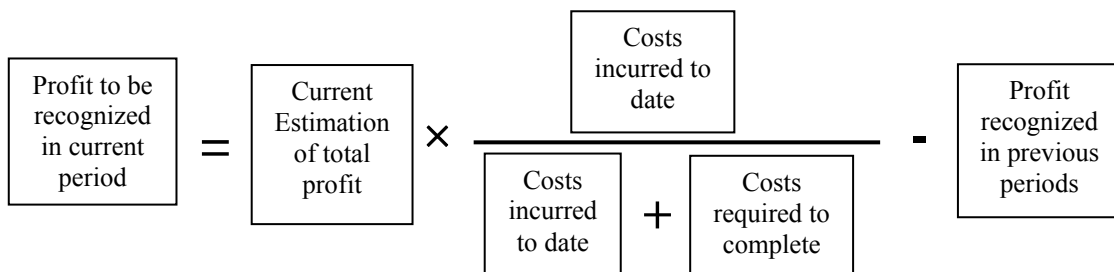 Profit to be
recognized
in current
period
=
Current
Estimation
of total
profit
×
Costs
incurred to
date
Costs
incurred
to date
+
Costs
required to
complete
-
Profit
recognized
in previous
periods